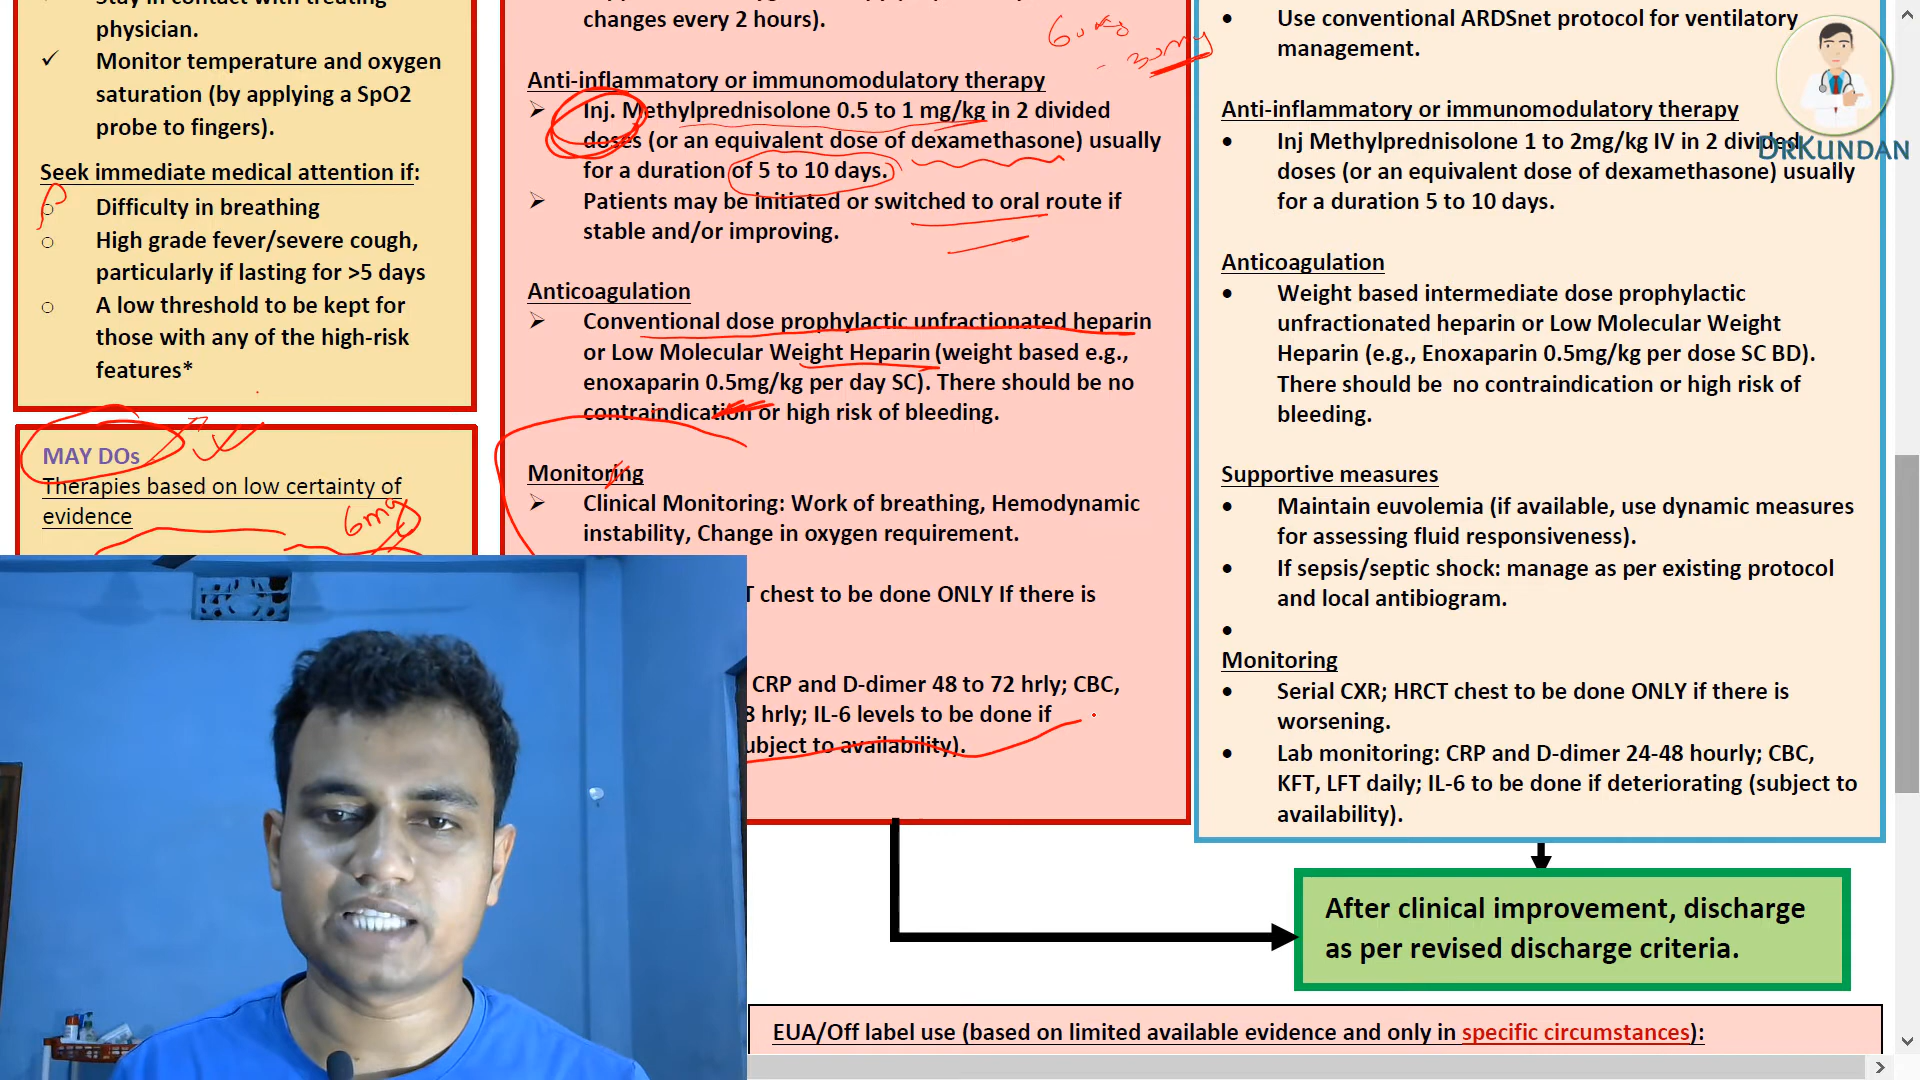 Stay in contact with treating
physician.
✓ Monitor temperature and oxygen
saturation (by applying a SpO2
probe to fingers).
Seek immediate medical attention if:
o Difficulty in breathing
o High grade fever/severe cough,
particularly if lasting for >5 days
o A low threshold to be kept for
those with any of the high-risk
features*
MAY DOs
Therapies based on low certainty of
evidence
6mg
changes every 2 hours).
60 kg
30mg
Anti-inflammatory or immunomodulatory therapy
➢ Inj. Methylprednisolone 0.5 to 1 mg/kg in 2 divided
doses (or an equivalent dose of dexamethasone) usually
for a duration of 5 to 10 days.
➢ Patients may be initiated or switched to oral route if
stable and/or improving.
Anticoagulation
➢ Conventional dose prophylactic unfractionated heparin
or Low Molecular Weight Heparin (weight based e.g.,
enoxaparin 0.5mg/kg per day SC). There should be no
contraindication or high risk of bleeding.
Monitoring
➢ Clinical Monitoring: Work of breathing, Hemodynamic
instability, Change in oxygen requirement.
T chest to be done ONLY If there is
CRP and D-dimer 48 to 72 hrly; CBC,
8 hrly; IL-6 levels to be done if
ubject to availability).
• Use conventional ARDSnet protocol for ventilatory
management.
Anti-inflammatory or immunomodulatory therapy
• Inj Methylprednisolone 1 to 2mg/kg IV in 2 divided
doses (or an equivalent dose of dexamethasone) usually
for a duration 5 to 10 days.
Anticoagulation
• Weight based intermediate dose prophylactic
unfractionated heparin or Low Molecular Weight
Heparin (e.g., Enoxaparin 0.5mg/kg per dose SC BD).
There should be no contraindication or high risk of
bleeding.
Supportive measures
• Maintain euvolemia (if available, use dynamic measures
for assessing fluid responsiveness).
• If sepsis/septic shock: manage as per existing protocol
and local antibiogram.
•
Monitoring
• Serial CXR; HRCT chest to be done ONLY if there is
worsening.
• Lab monitoring: CRP and D-dimer 24-48 hourly; CBC,
KFT, LFT daily; IL-6 to be done if deteriorating (subject to
availability).
After clinical improvement, discharge
as per revised discharge criteria.
EUA/Off label use (based on limited available evidence and only in specific circumstances):
DRKUNDAN